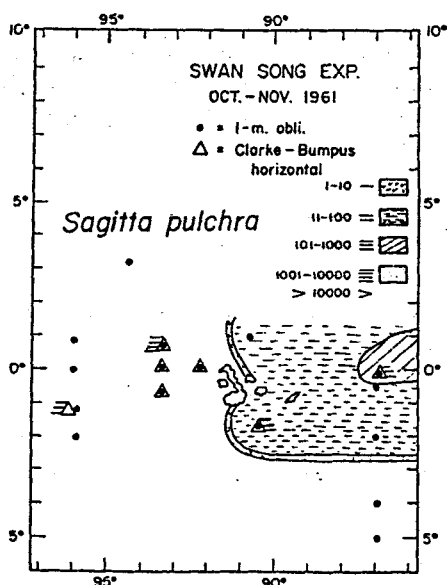 95° 90°
10° 10°
SWAN SONG EXP.
OCT.-NOV. 1961
• = 1-m. obli.
△ = Clarke-Bumpus
horizontal
1-10
11-100
101-1000
1001-10000
> 10000 >
5° 5°
Sagitta pulchra
0° 0°
5° 5°
95° 90°